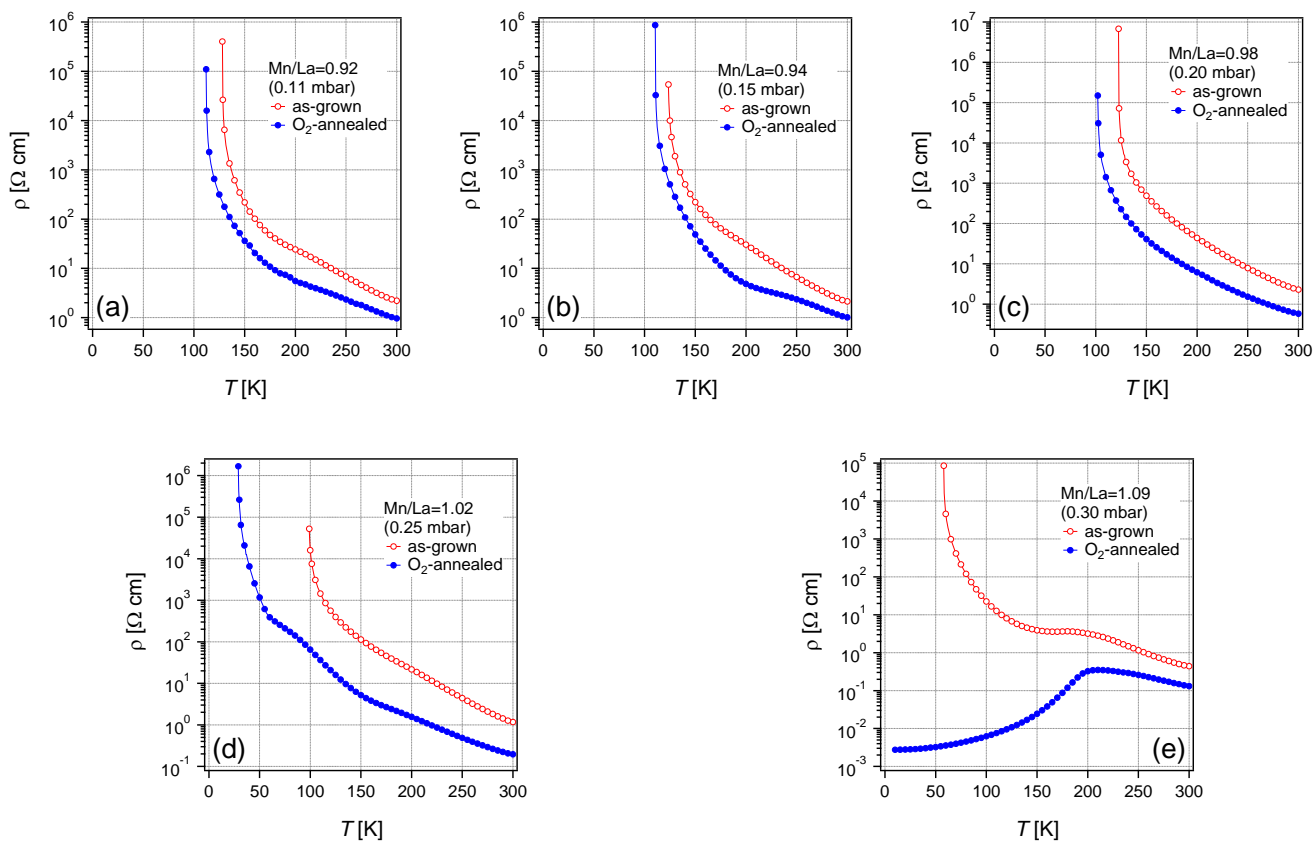 10^6
10^5
10^4
10^3
10^2
10^1
10^0
ρ [Ω cm]
Mn/La=0.92
(0.11 mbar)
as-grown
O₂-annealed
(a)
0 50 100 150 200 250 300
T [K]
10^6
10^5
10^4
10^3
10^2
10^1
10^0
ρ [Ω cm]
Mn/La=0.94
(0.15 mbar)
as-grown
O₂-annealed
(b)
0 50 100 150 200 250 300
T [K]
10^7
10^6
10^5
10^4
10^3
10^2
10^1
10^0
ρ [Ω cm]
Mn/La=0.98
(0.20 mbar)
as-grown
O₂-annealed
(c)
0 50 100 150 200 250 300
T [K]
10^6
10^5
10^4
10^3
10^2
10^1
10^0
10^-1
ρ [Ω cm]
Mn/La=1.02
(0.25 mbar)
as-grown
O₂-annealed
(d)
0 50 100 150 200 250 300
T [K]
10^5
10^4
10^3
10^2
10^1
10^0
10^-1
10^-2
10^-3
ρ [Ω cm]
Mn/La=1.09
(0.30 mbar)
as-grown
O₂-annealed
(e)
0 50 100 150 200 250 300
T [K]